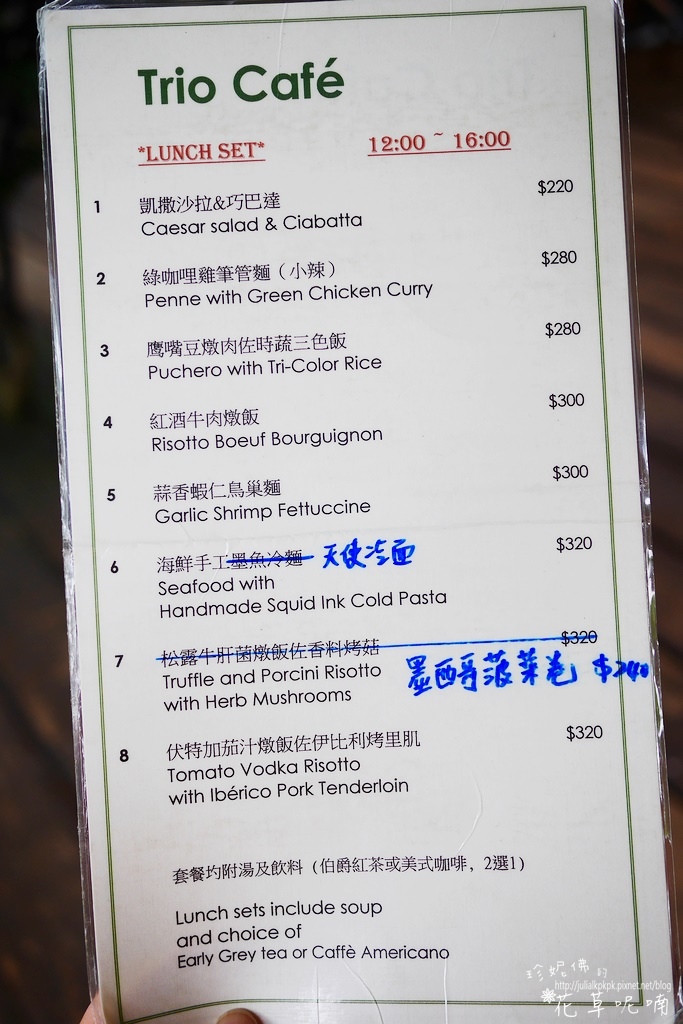 Trio Café
*LUNCH SET* 12:00 ~ 16:00
1 凱撒沙拉&巧巴達 $220
Caesar salad & Ciabatta
2 綠咖哩雞筆管麵（小辣） $280
Penne with Green Chicken Curry
3 鷹嘴豆燉肉佐時蔬三色飯 $280
Puchero with Tri-Color Rice
4 紅酒牛肉燉飯 $300
Risotto Boeuf Bourguignon
5 蒜香蝦仁鳥巢麵 $300
Garlic Shrimp Fettuccine
6 海鮮手工墨魚冷麵 天使冷面 $320
Seafood with
Handmade Squid Ink Cold Pasta
7 松露牛肝菌燉飯佐香料烤菇 $320
Truffle and Porcini Risotto 墨西哥菠菜卷 $240
with Herb Mushrooms
8 伏特加茄汁燉飯佐伊比利烤里肌 $320
Tomato Vodka Risotto
with Ibérico Pork Tenderloin
套餐均附湯及飲料 (伯爵紅茶或美式咖啡, 2選1)
Lunch sets include soup
and choice of
Early Grey tea or Caffè Americano
珍妮佛的
http://julialkpkpk.pixnet.net/blog
花草呢喃